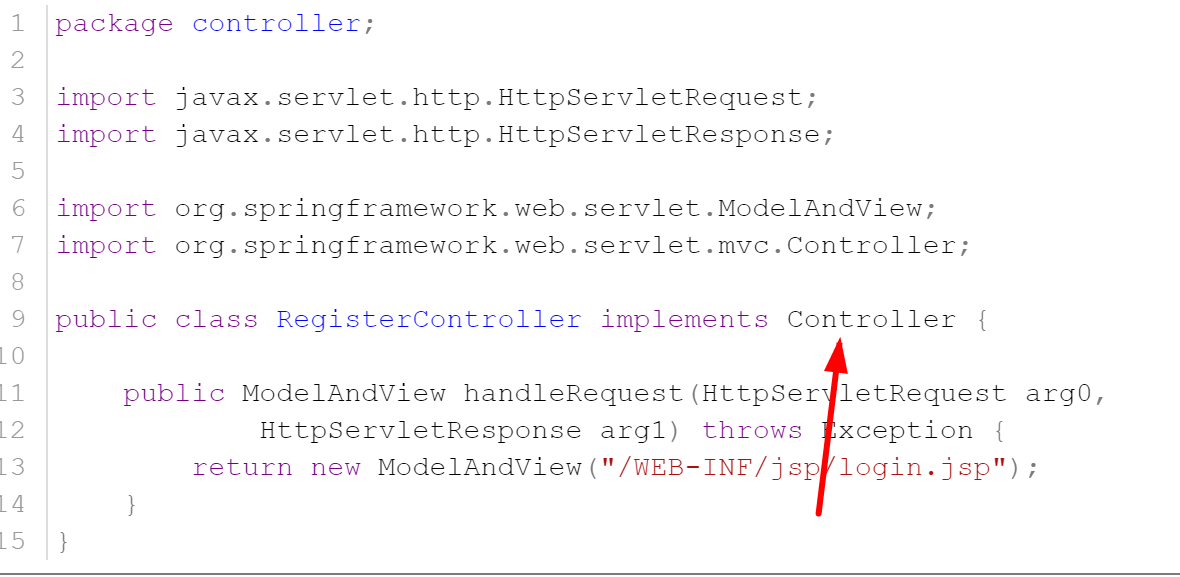 1 package controller;
2
3 import javax.servlet.http.HttpServletRequest;
4 import javax.servlet.http.HttpServletResponse;
5
6 import org.springframework.web.servlet.ModelAndView;
7 import org.springframework.web.servlet.mvc.Controller;
8
9 public class RegisterController implements Controller {
10
11     public ModelAndView handleRequest(HttpServletRequest arg0,
12             HttpServletResponse arg1) throws Exception {
13         return new ModelAndView("/WEB-INF/jsp/login.jsp");
14     }
15 }